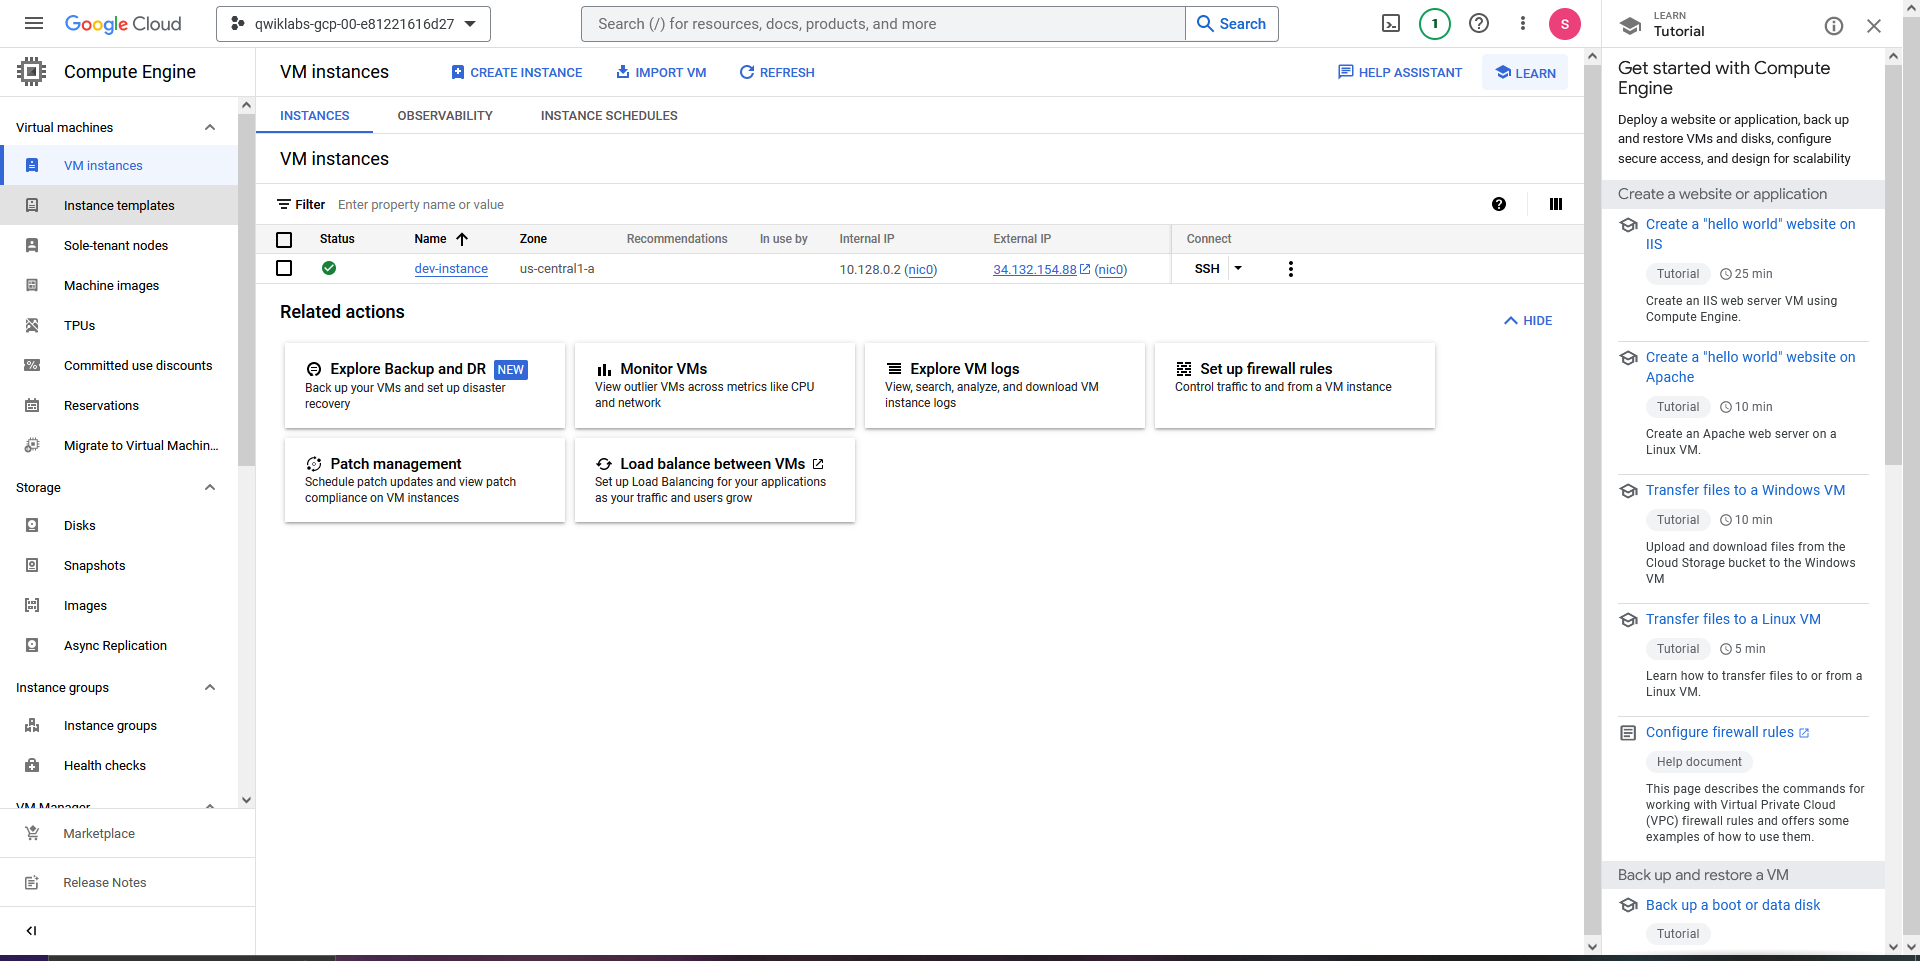 Google Cloud
qwiklabs-gcp-00-e81221616d27
Search (/) for resources, docs, products, and more
Search
1
S
LEARN
Tutorial
Compute Engine
VM instances
CREATE INSTANCE
IMPORT VM
REFRESH
HELP ASSISTANT
LEARN
INSTANCES
OBSERVABILITY
INSTANCE SCHEDULES
Virtual machines
VM instances
Instance templates
Sole-tenant nodes
Machine images
TPUs
Committed use discounts
Reservations
Migrate to Virtual Machin...
Storage
Disks
Snapshots
Images
Async Replication
Instance groups
Instance groups
Health checks
VM Manager
Marketplace
Release Notes
VM instances
Filter
Enter property name or value
Status
Name
Zone
Recommendations
In use by
Internal IP
External IP
Connect
dev-instance
us-central1-a
10.128.0.2 (nic0)
34.132.154.88 (nic0)
SSH
Related actions
HIDE
Explore Backup and DR NEW
Back up your VMs and set up disaster
recovery
Monitor VMs
View outlier VMs across metrics like CPU
and network
Explore VM logs
View, search, analyze, and download VM
instance logs
Set up firewall rules
Control traffic to and from a VM instance
Patch management
Schedule patch updates and view patch
compliance on VM instances
Load balance between VMs
Set up Load Balancing for your applications
as your traffic and users grow
Get started with Compute
Engine
Deploy a website or application, back up
and restore VMs and disks, configure
secure access, and design for scalability
Create a website or application
Create a "hello world" website on
IIS
Tutorial
25 min
Create an IIS web server VM using
Compute Engine.
Create a "hello world" website on
Apache
Tutorial
10 min
Create an Apache web server on a
Linux VM.
Transfer files to a Windows VM
Tutorial
10 min
Upload and download files from the
Cloud Storage bucket to the Windows
VM
Transfer files to a Linux VM
Tutorial
5 min
Learn how to transfer files to or from a
Linux VM.
Configure firewall rules
Help document
This page describes the commands for
working with Virtual Private Cloud
(VPC) firewall rules and offers some
examples of how to use them.
Back up and restore a VM
Back up a boot or data disk
Tutorial